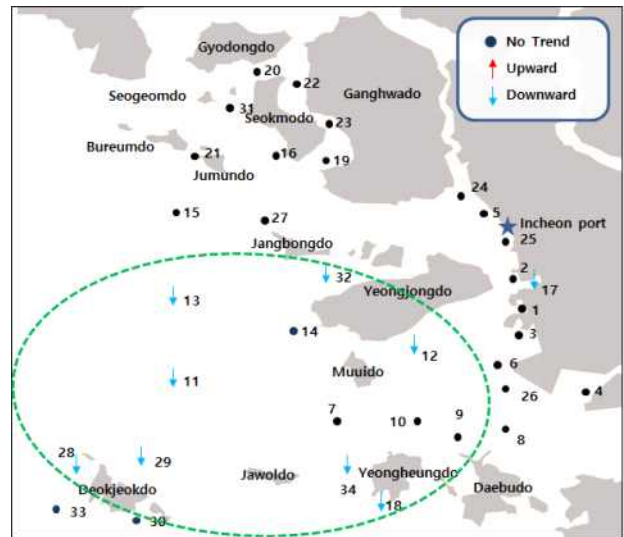 No Trend
Upward
Downward
Gyodongdo
20
22
Seogeomdo
31
Ganghwado
Seokmodo
23
Bureumdo
21
16
19
Jumundo
24
15
27
5
Incheon port
25
Jangbongdo
32
2
17
Yeongjongdo
13
1
14
3
12
Muuido
6
11
26
4
7
10
9
8
28
29
Jawoldo
Yeongheungdo
Daebudo
Deokjeokdo
34
18
33
30